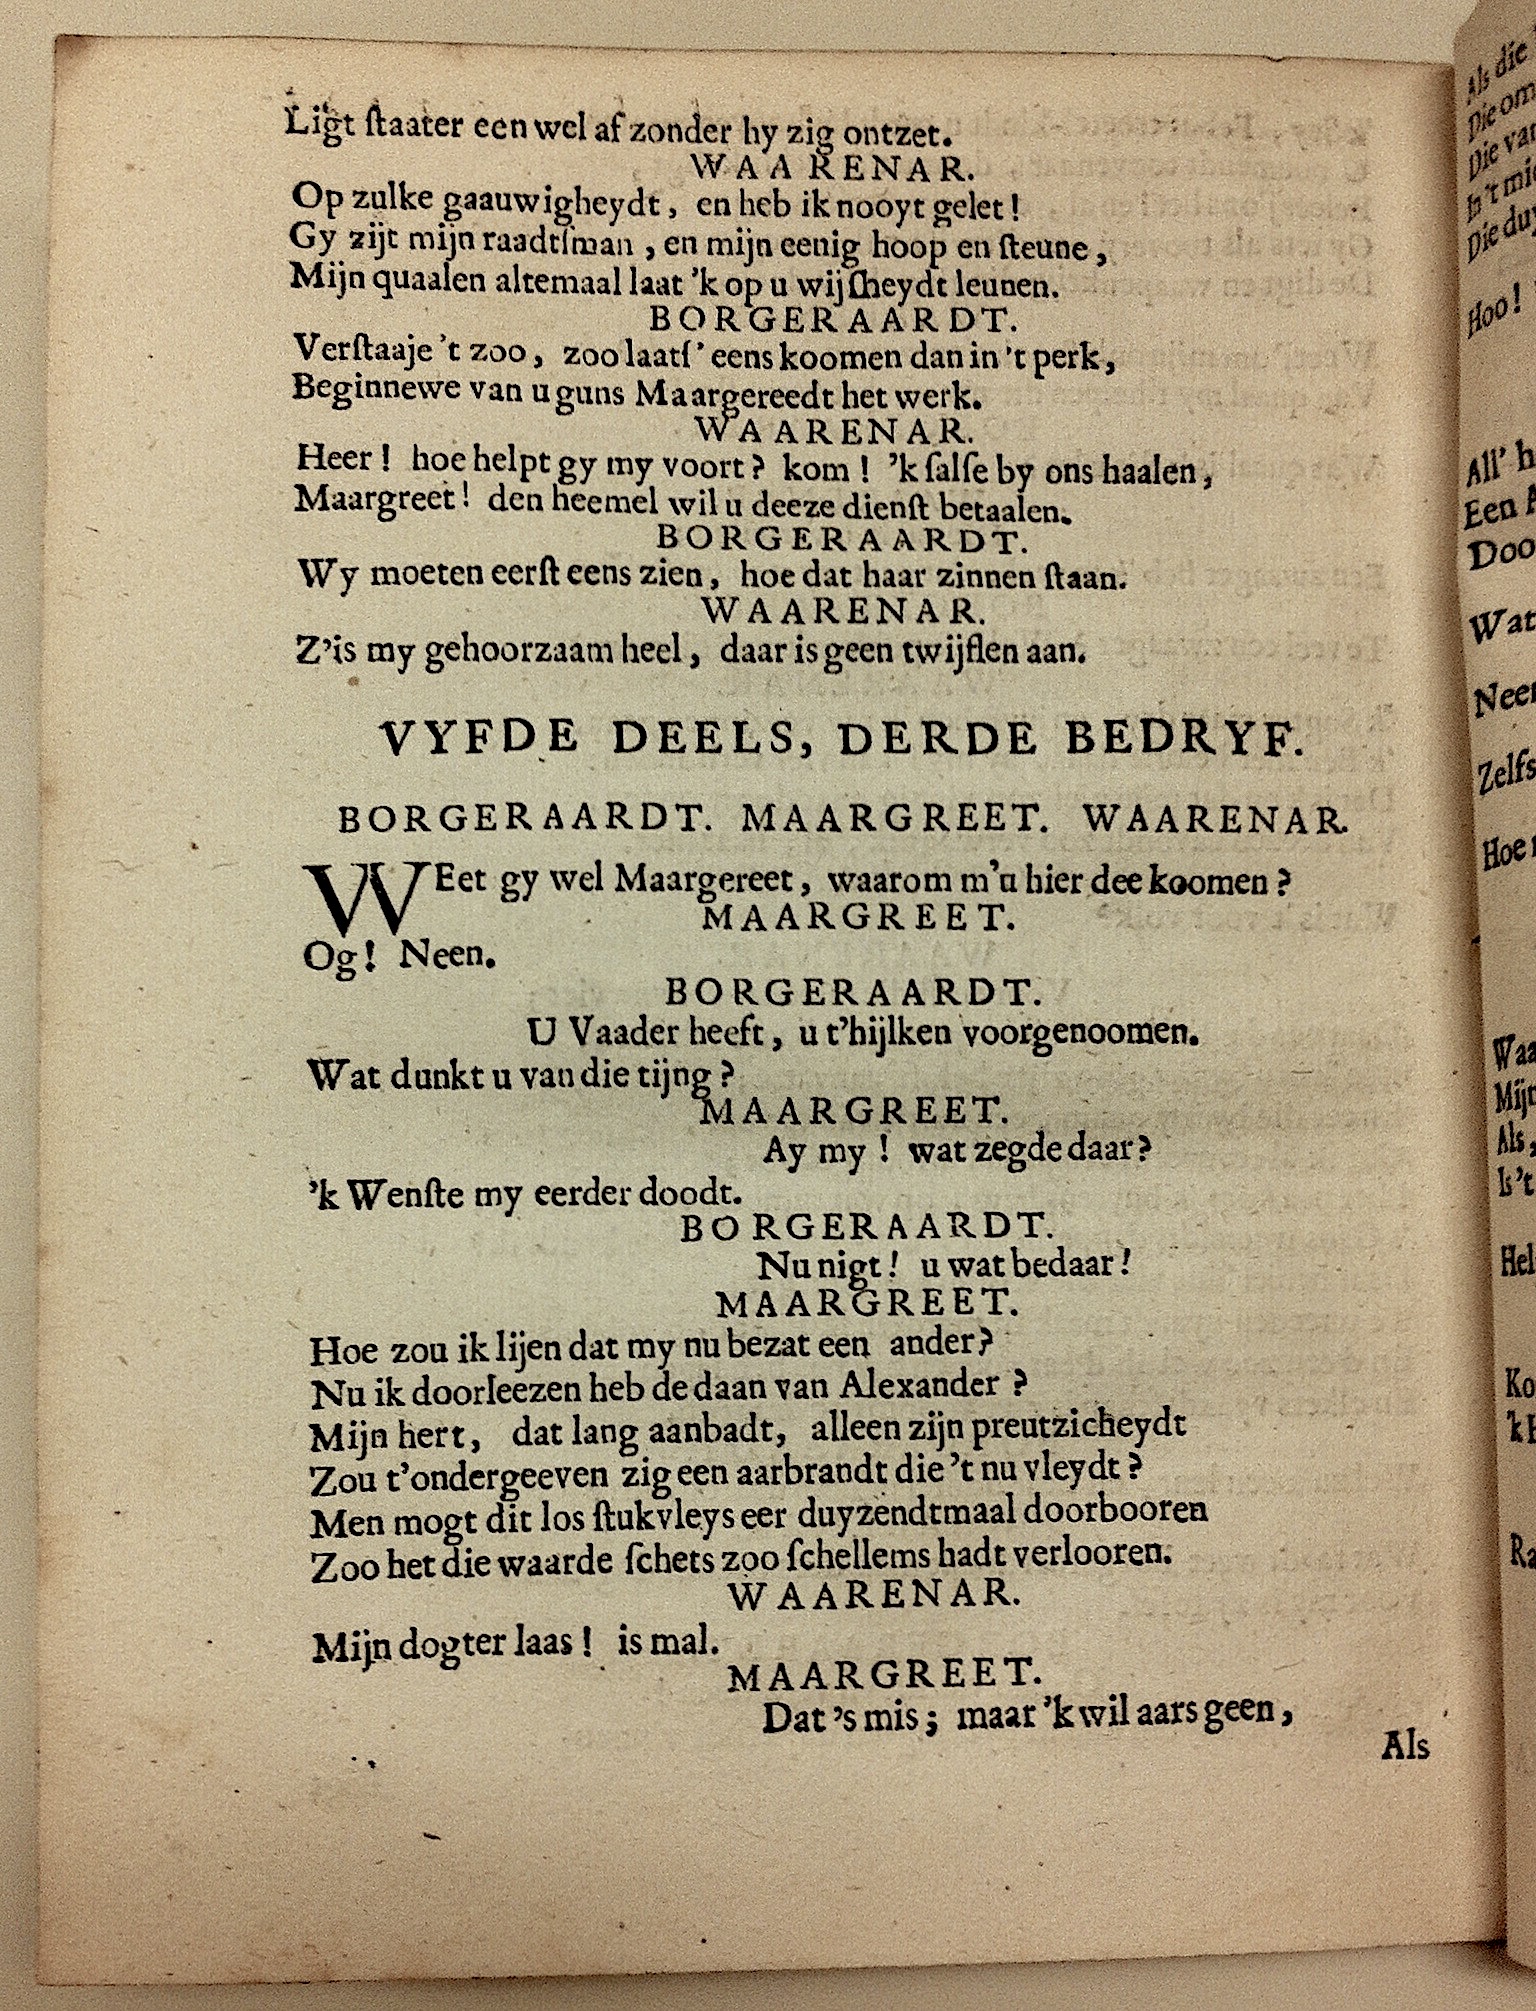 Ligt ſtaater een wel af zonder hy zig ontzet.
WAARENAR.
Op zulke gaauwigheydt, en heb ik nooyt gelet!
Gy zijt mijn raadtſman, en mijn eenig hoop en ſteune,
Mijn quaalen altemaal laat 'k op u wijſheydt leunen.
BORGERAARDT.
Verſtaaje 't zoo, zoo laatſ' eens koomen dan in 't perk,
Beginnewe van u guns Maargereedt het werk.
WAARENAR.
Heer! hoe helpt gy my voort? kom! 'k ſalſe by ons haalen,
Maargreet! den heemel wil u deeze dienſt betaalen.
BORGERAARDT.
Wy moeten eerſt eens zien, hoe dat haar zinnen ſtaan.
WAARENAR.
Z'is my gehoorzaam heel, daar is geen twijflen aan.
VYFDE DEELS, DERDE BEDRYF.
BORGERAARDT. MAARGREET. WAARENAR.
WEet gy wel Maargereet, waarom m'u hier dee koomen?
MAARGREET.
Og! Neen.
BORGERAARDT.
U Vaader heeft, u t'hijlken voorgenoomen.
Wat dunkt u van die tijng?
MAARGREET.
Ay my! wat zegde daar?
'k Wenſte my eerder doodt.
BORGERAARDT.
Nu nigt! u wat bedaar!
MAARGREET.
Hoe zou ik lijen dat my nu bezat een ander?
Nu ik doorleezen heb de daan van Alexander?
Mijn hert, dat lang aanbadt, alleen zijn preutzicheydt
Zou t'ondergeeven zig een aarbrandt die 't nu vleydt?
Men mogt dit los ſtukvleys eer duyzendtmaal doorbooren
Zoo het die waarde ſchets zoo ſchellems hadt verlooren.
WAARENAR.
Mijn dogter laas! is mal.
MAARGREET.
Dat 's mis; maar 'k wil aars geen,
Als